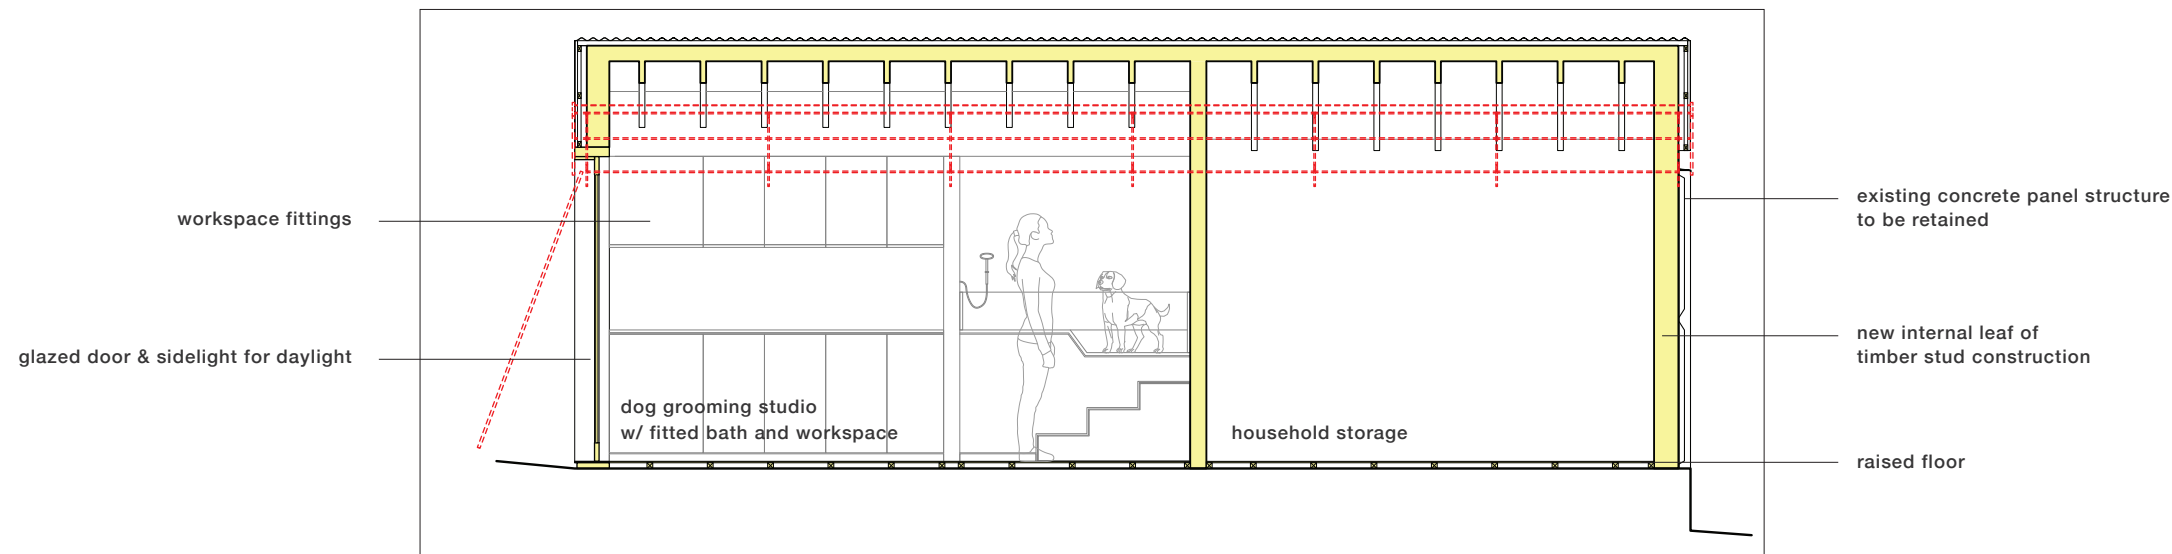 workspace fittings
glazed door & sidelight for daylight
dog grooming studio
w/ fitted bath and workspace
household storage
existing concrete panel structure
to be retained
new internal leaf of
timber stud construction
raised floor